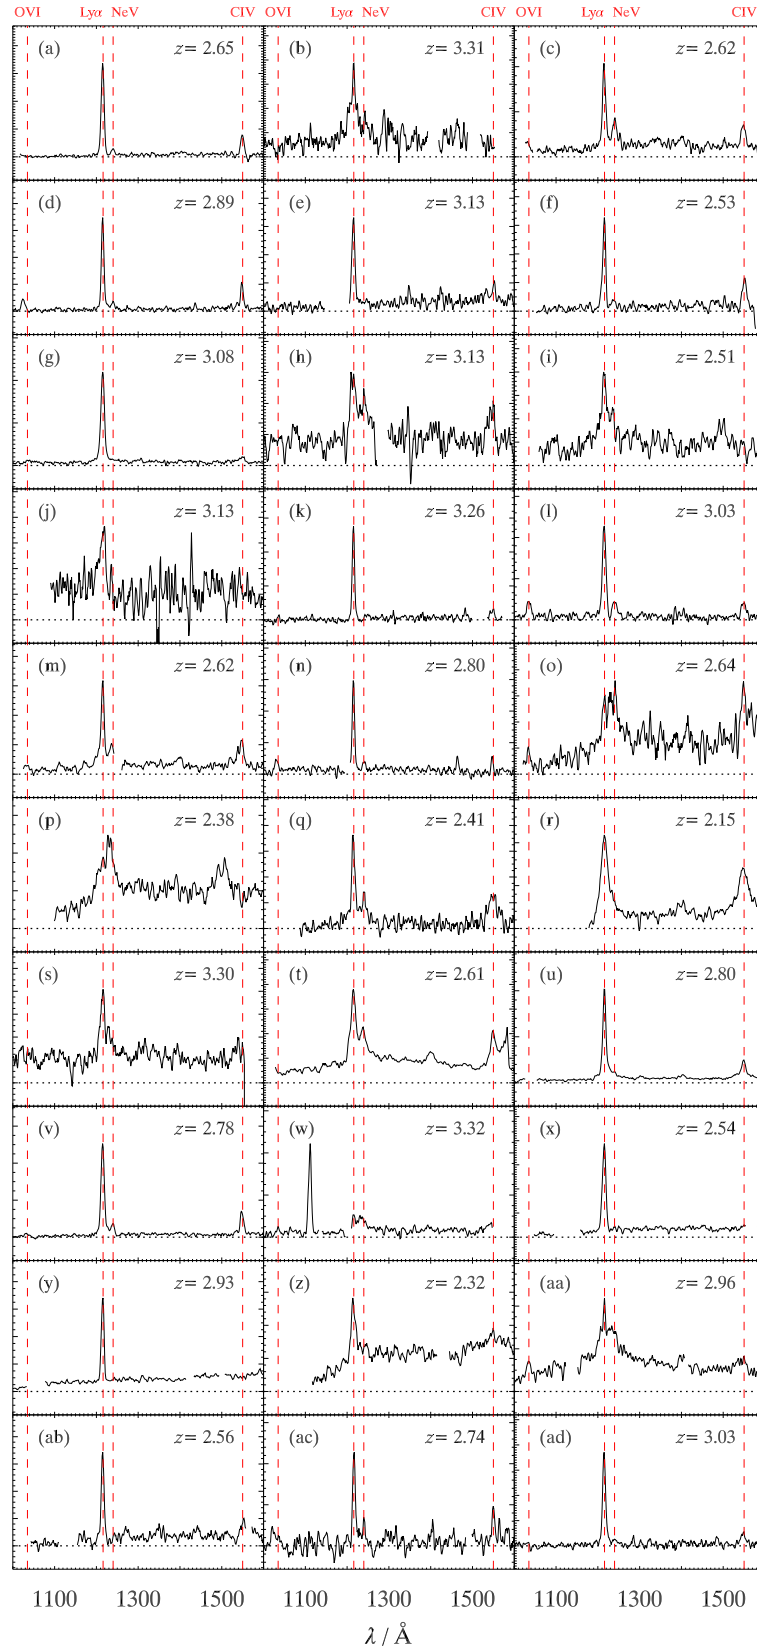 OVI Lyα NeV CIV
(a) z = 2.65
(b) z = 3.31
(c) z = 2.62
(d) z = 2.89
(e) z = 3.13
(f) z = 2.53
(g) z = 3.08
(h) z = 3.13
(i) z = 2.51
(j) z = 3.13
(k) z = 3.26
(l) z = 3.03
(m) z = 2.62
(n) z = 2.80
(o) z = 2.64
(p) z = 2.38
(q) z = 2.41
(r) z = 2.15
(s) z = 3.30
(t) z = 2.61
(u) z = 2.80
(v) z = 2.78
(w) z = 3.32
(x) z = 2.54
(y) z = 2.93
(z) z = 2.32
(aa) z = 2.96
(ab) z = 2.56
(ac) z = 2.74
(ad) z = 3.03
OVI Lyα NeV CIV
OVI Lyα NeV CIV
1100 1300 1500 1100 1300 1500 1100 1300 1500
λ / Å